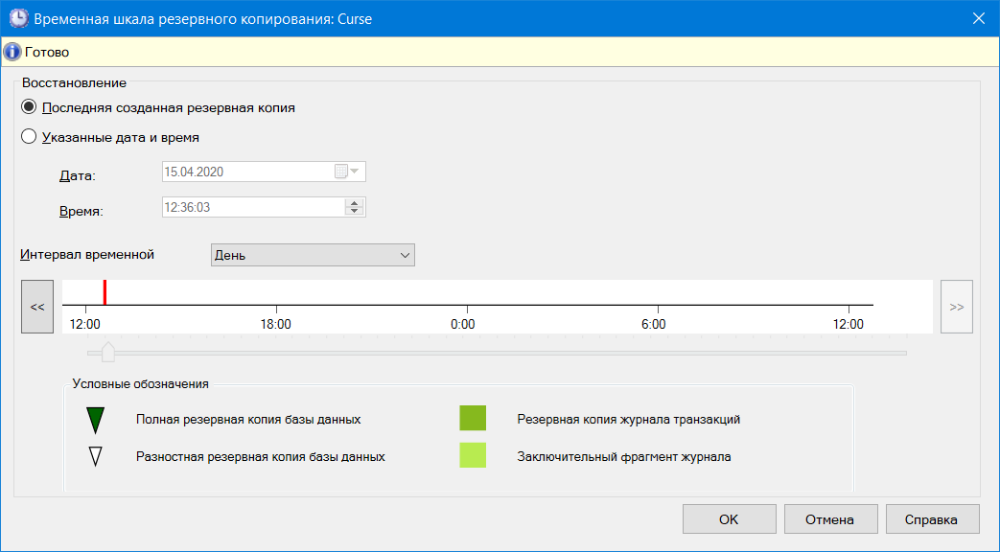 Временная шкала резервного копирования: Curse
Готово
Восстановление
Последняя созданная резервная копия
Указанные дата и время
Дата: 15.04.2020
Время: 12:36:03
Интервал временной День
<< >>
12:00 18:00 0:00 6:00 12:00
Условные обозначения
Полная резервная копия базы данных Резервная копия журнала транзакций
Разностная резервная копия базы данных Заключительный фрагмент журнала
OK Отмена Справка